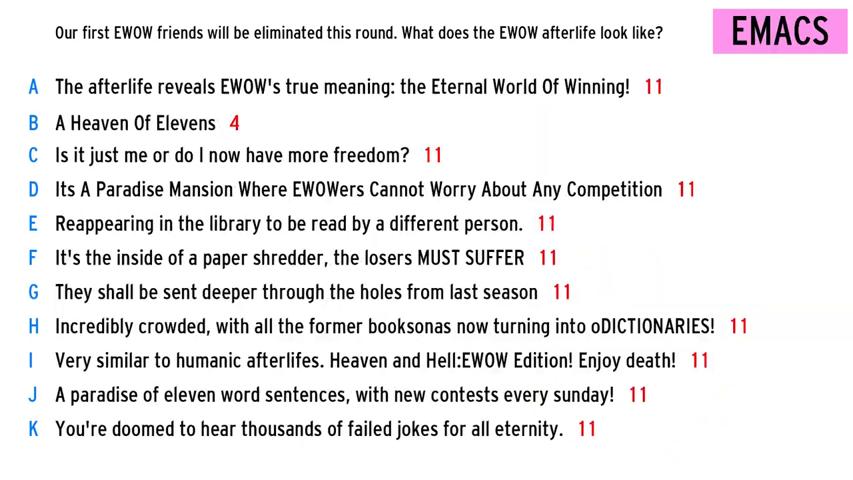 Our first EWOW friends will be eliminated this round. What does the EWOW afterlife look like?
EMACS
A The afterlife reveals EWOW's true meaning: the Eternal World Of Winning! 11
B A Heaven Of Elevens 4
C Is it just me or do I now have more freedom? 11
D Its A Paradise Mansion Where EWOWers Cannot Worry About Any Competition 11
E Reappearing in the library to be read by a different person. 11
F It's the inside of a paper shredder, the losers MUST SUFFER 11
G They shall be sent deeper through the holes from last season 11
H Incredibly crowded, with all the former booksonas now turning into oDICTIONARIES! 11
I Very similar to humanic afterlifes. Heaven and Hell:EWOW Edition! Enjoy death! 11
J A paradise of eleven word sentences, with new contests every sunday! 11
K You're doomed to hear thousands of failed jokes for all eternity. 11